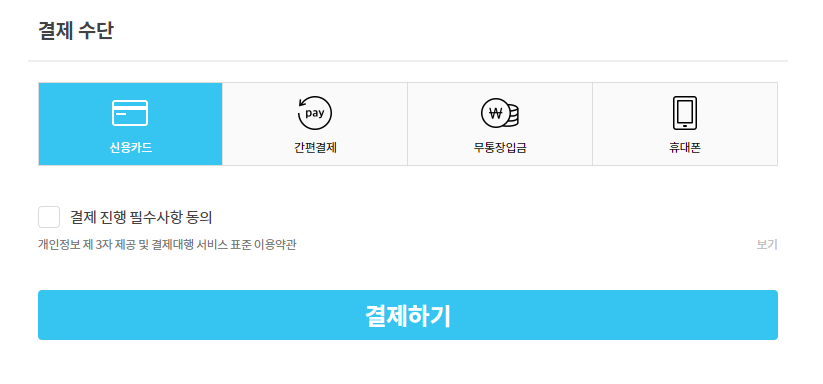 결제 수단
pay
₩
신용카드 간편결제 무통장입금 휴대폰
결제 진행 필수사항 동의
개인정보 제 3자 제공 및 결제대행 서비스 표준 이용약관 보기
결제하기